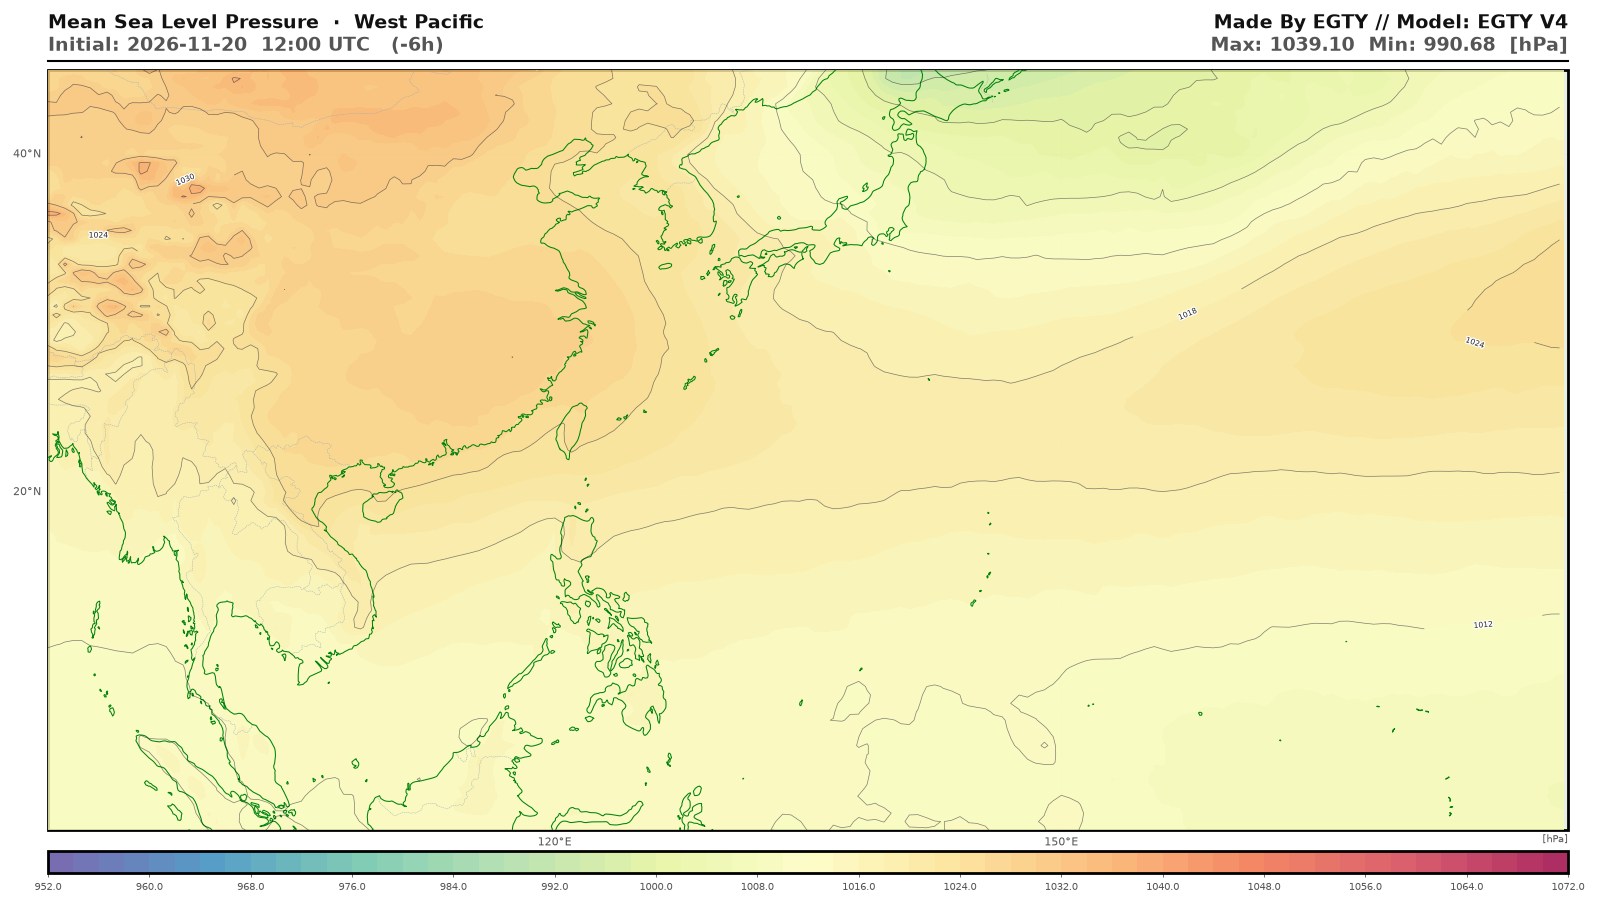 Mean Sea Level Pressure · West Pacific
Made By EGTY // Model: EGTY V4
Initial: 2026-11-20 12:00 UTC (-6h)
Max: 1039.10 Min: 990.68 [hPa]
40°N
1030
1024
1018
1024
20°N
1012
120°E
150°E
[hPa]
952.0 960.0 968.0 976.0 984.0 992.0 1000.0 1008.0 1016.0 1024.0 1032.0 1040.0 1048.0 1056.0 1064.0 1072.0